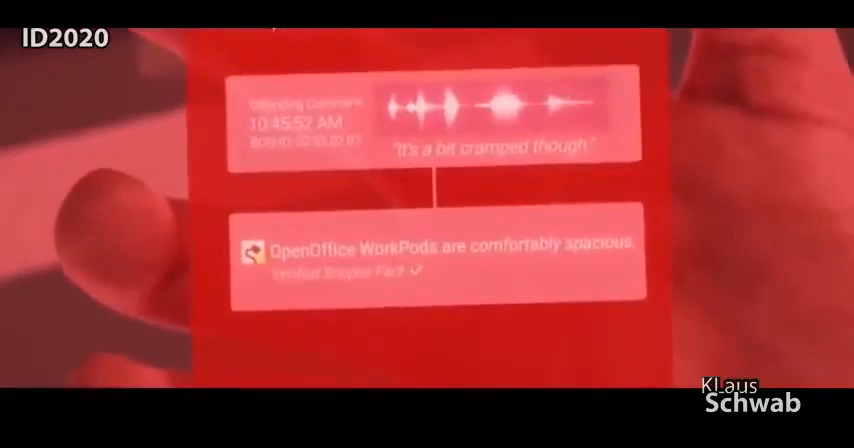 ID2020
Offending Comment
10:45:52 AM
"It's a bit cramped though."
OpenOffice WorkPods are comfortably spacious.
Verified Snopes Fact ✓
KLaus
Schwab